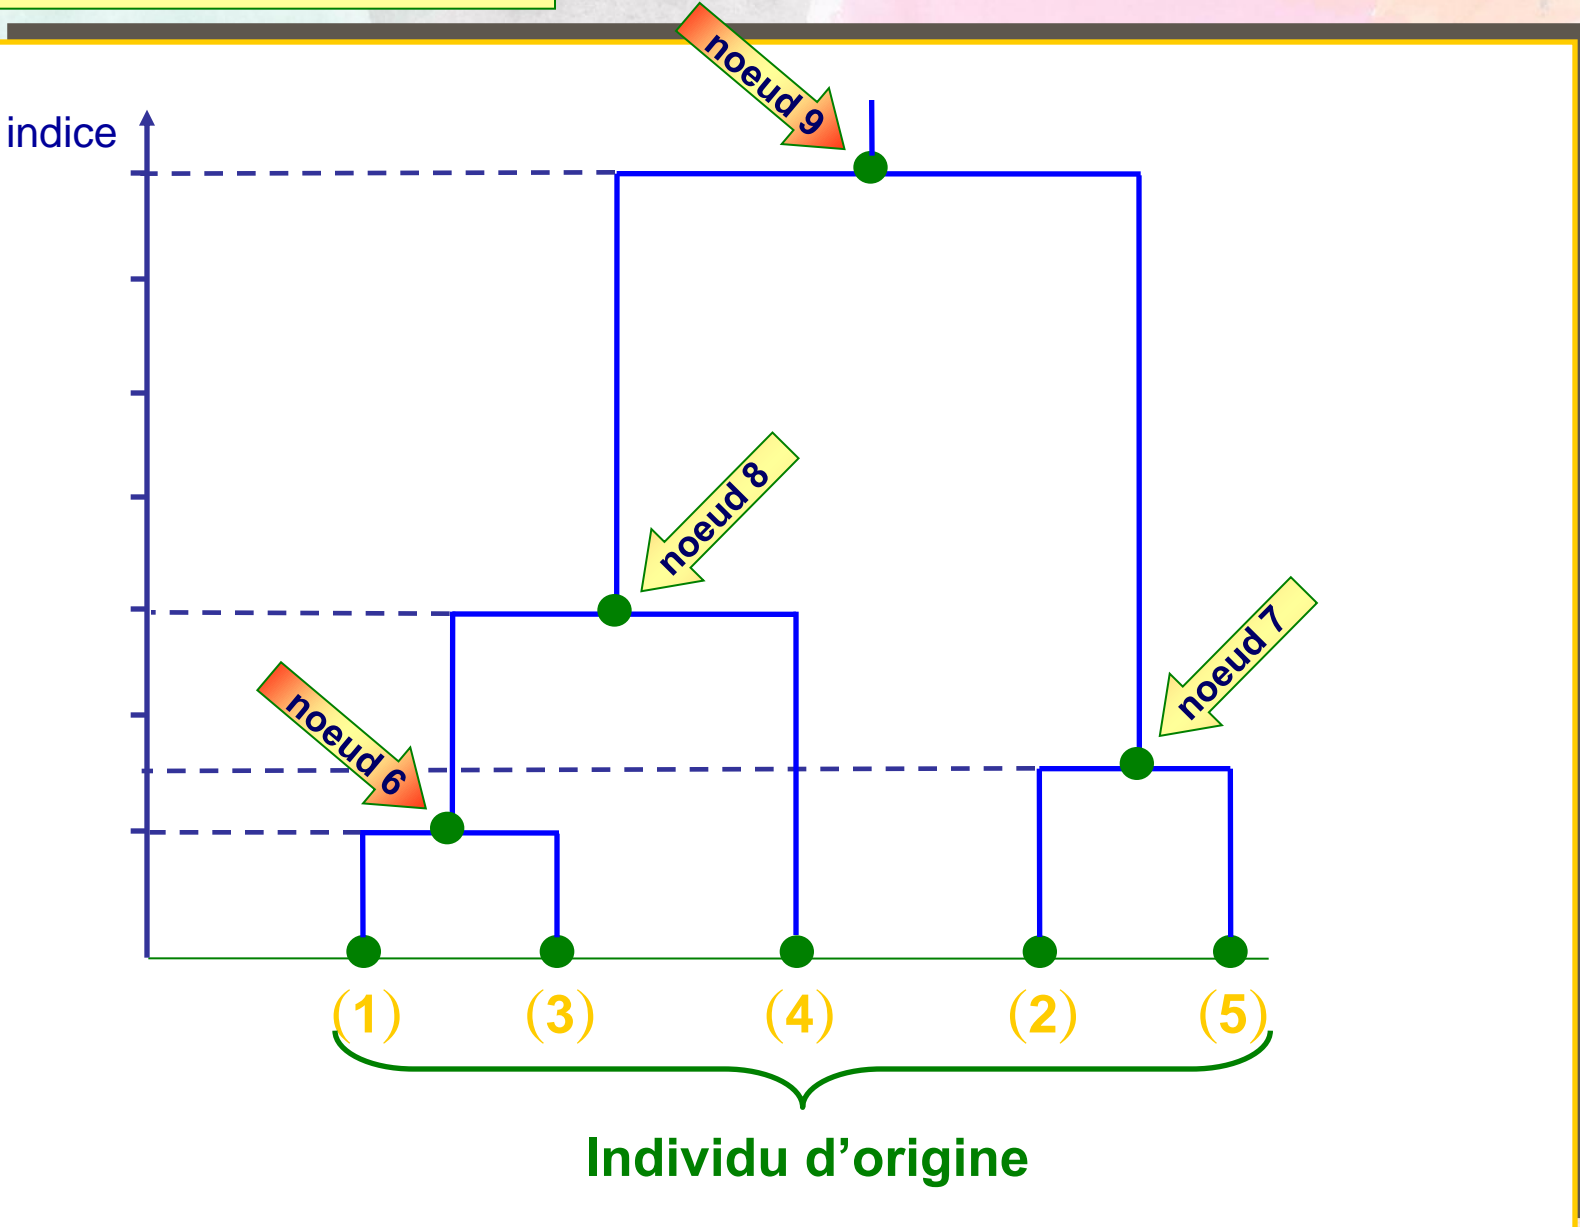 noeud 9
indice
noeud 8
noeud 7
noeud 6
(1) (3) (4) (2) (5)
Individu d’origine